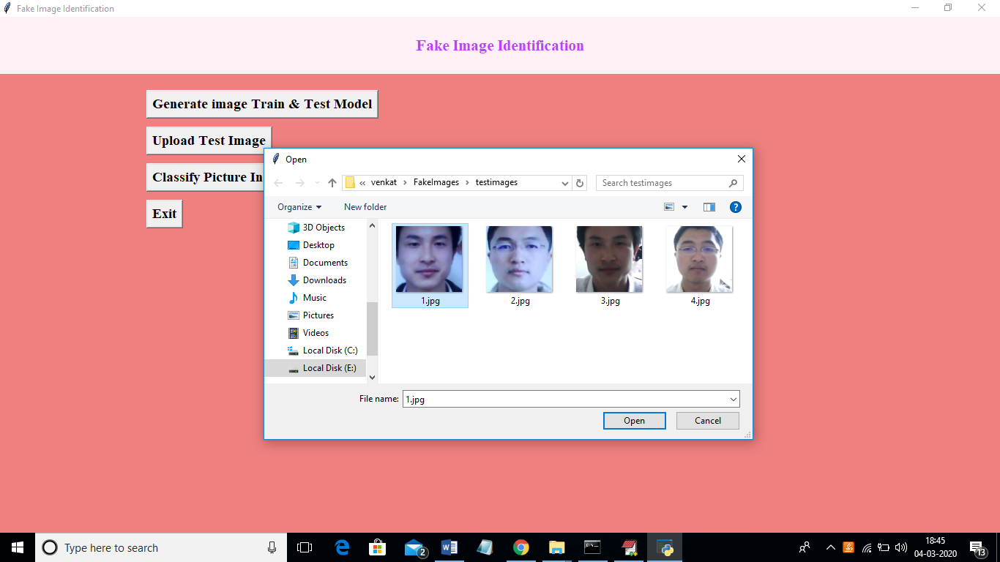 Fake Image Identification
Fake Image Identification
Generate image Train & Test Model
Upload Test Image
Classify Picture In
Exit
Open
« venkat > FakeImages > testimages
Search testimages
Organize
New folder
?
3D Objects
Desktop
Documents
Downloads
Music
Pictures
Videos
Local Disk (C:)
Local Disk (E:)
1.jpg
2.jpg
3.jpg
4.jpg
File name:
1.jpg
Open
Cancel
Type here to search
2
18:45
04-03-2020
13